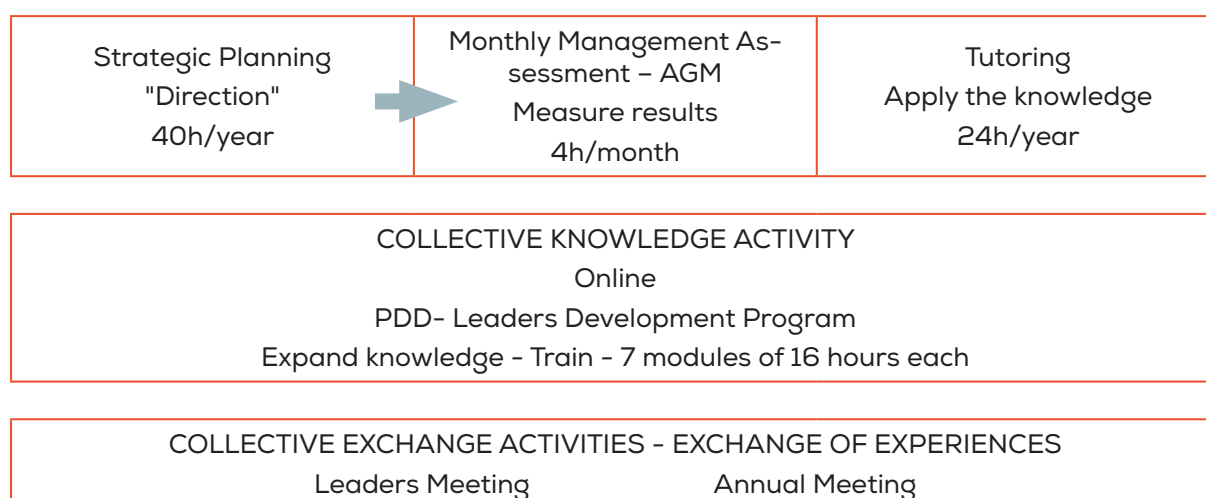 Strategic Planning
"Direction"
40h/year
Monthly Management As-
sessment – AGM
Measure results
4h/month
Tutoring
Apply the knowledge
24h/year
COLLECTIVE KNOWLEDGE ACTIVITY
Online
PDD- Leaders Development Program
Expand knowledge - Train - 7 modules of 16 hours each
COLLECTIVE EXCHANGE ACTIVITIES - EXCHANGE OF EXPERIENCES
Leaders Meeting Annual Meeting